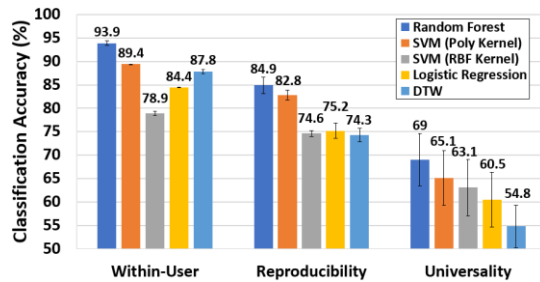 Classification Accuracy (%)
100
95
90
85
80
75
70
65
60
55
50
93.9
89.4
78.9
84.4
87.8
84.9
82.8
74.6
75.2
74.3
69
65.1
63.1
60.5
54.8
Random Forest
SVM (Poly Kernel)
SVM (RBF Kernel)
Logistic Regression
DTW
Within-User
Reproducibility
Universality